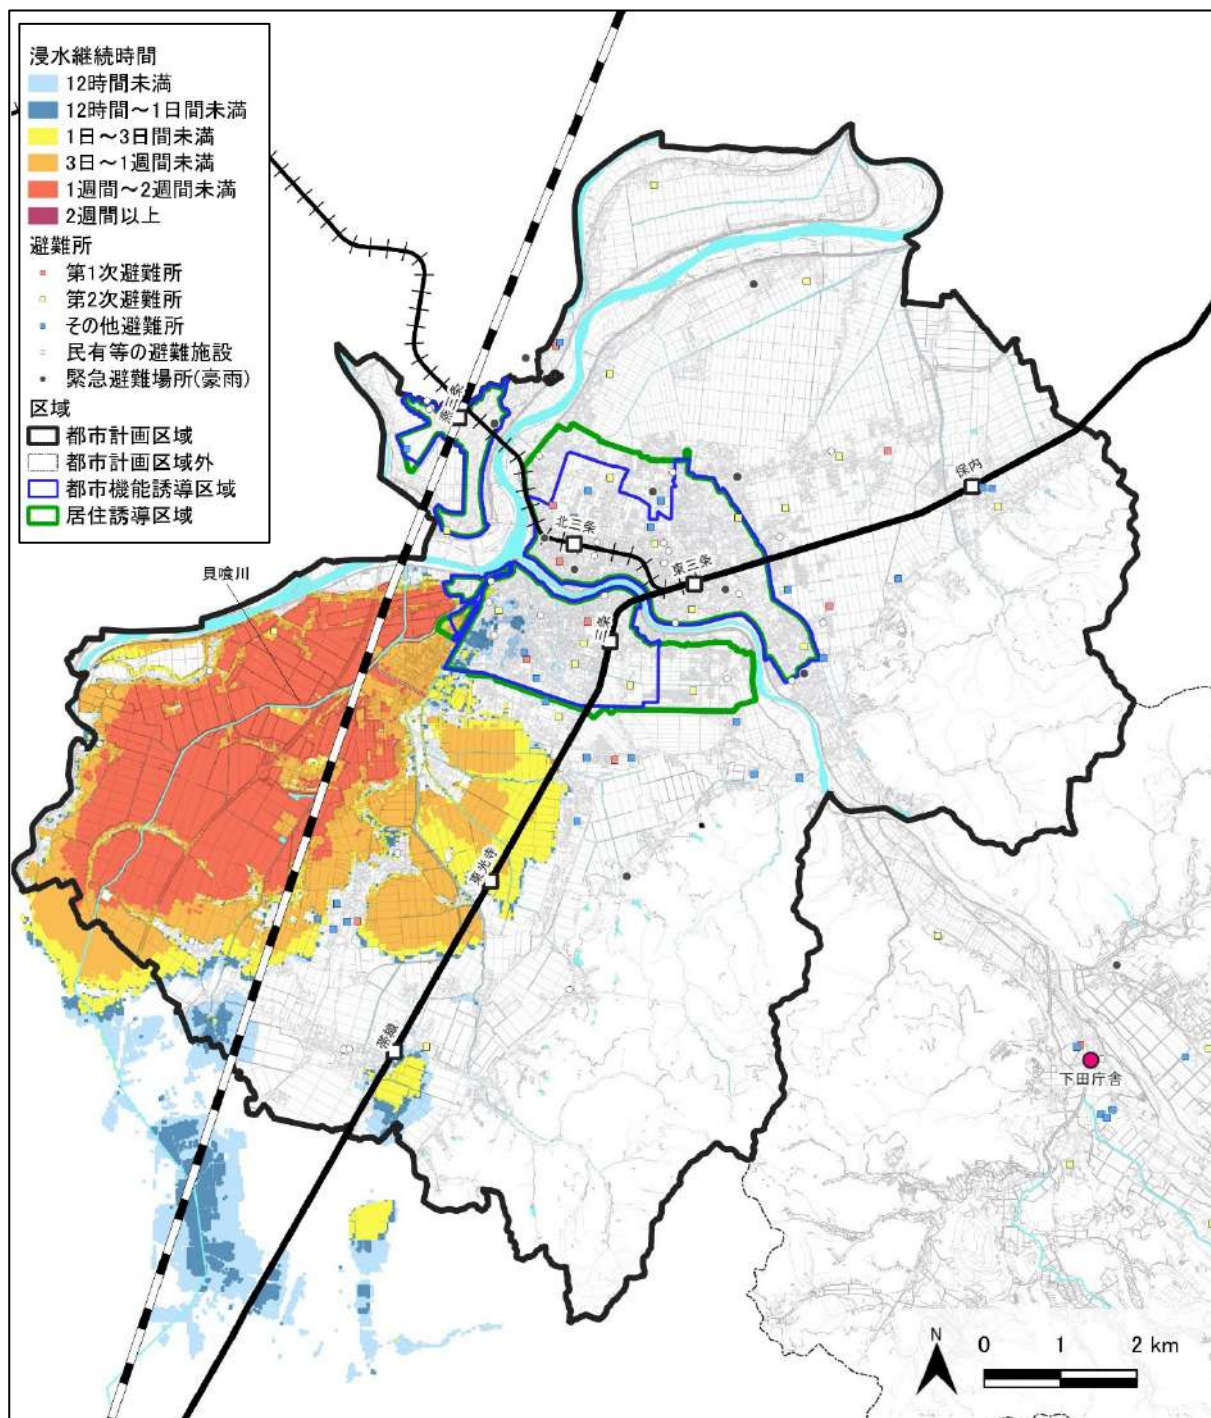 浸水継続時間
12時間未満
12時間～1日間未満
1日～3日間未満
3日～1週間未満
1週間～2週間未満
2週間以上
避難所
第1次避難所
第2次避難所
その他避難所
民有等の避難施設
緊急避難場所(豪雨)
区域
都市計画区域
都市計画区域外
都市機能誘導区域
居住誘導区域
燕三条
保内
北三条
東三条
貝喰川
三条
東光寺
帯織
下田庁舎
N
0 1 2 km